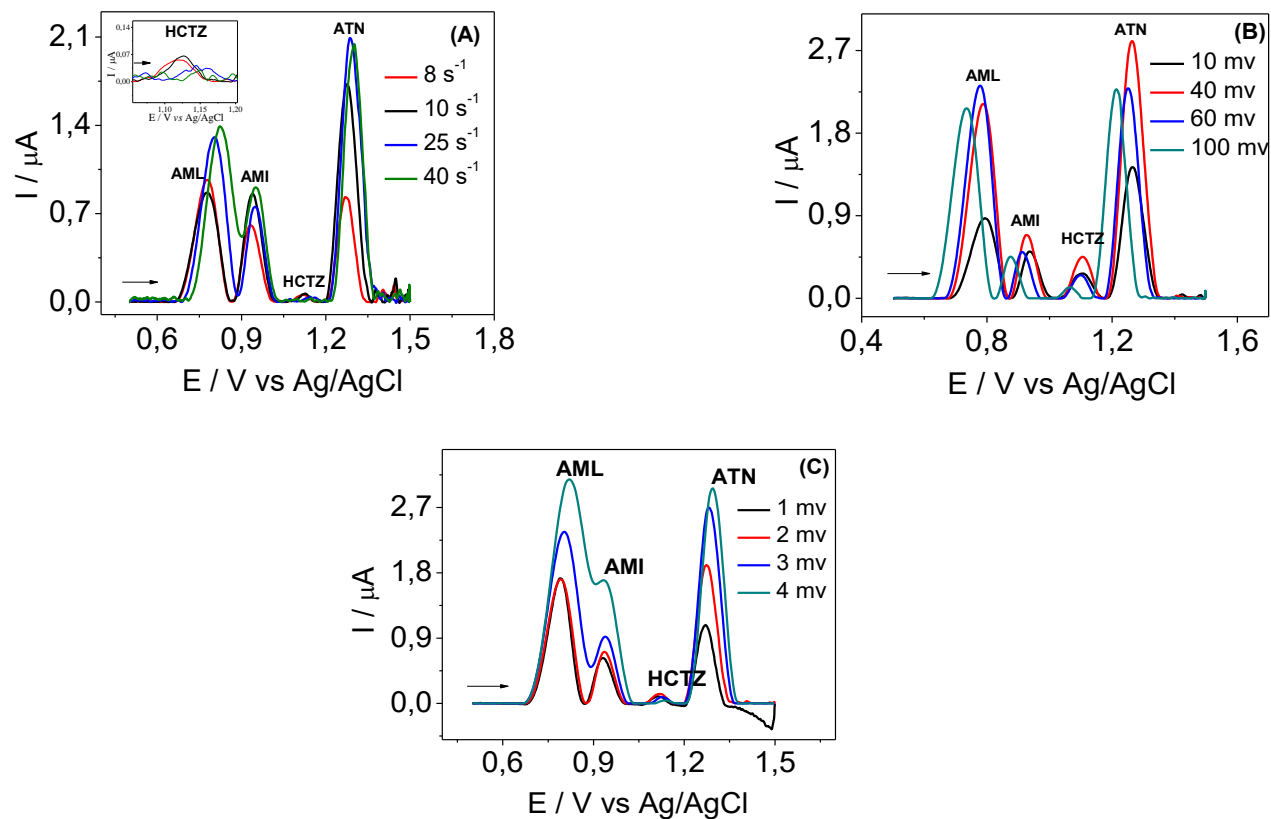 HCTZ
0,14
0,07
0,00
I / µA
1,10 1,15 1,20
E / V vs Ag/AgCl
(A)
ATN
AML
AMI
HCTZ
8 s⁻¹
10 s⁻¹
25 s⁻¹
40 s⁻¹
2,1
1,4
0,7
0,0
I / µA
0,6 0,9 1,2 1,5 1,8
E / V vs Ag/AgCl
(B)
ATN
AML
AMI
HCTZ
10 mv
40 mv
60 mv
100 mv
2,7
1,8
0,9
0,0
I / µA
0,4 0,8 1,2 1,6
E / V vs Ag/AgCl
(C)
AML
ATN
AMI
HCTZ
1 mv
2 mv
3 mv
4 mv
2,7
1,8
0,9
0,0
I / µA
0,6 0,9 1,2 1,5
E / V vs Ag/AgCl